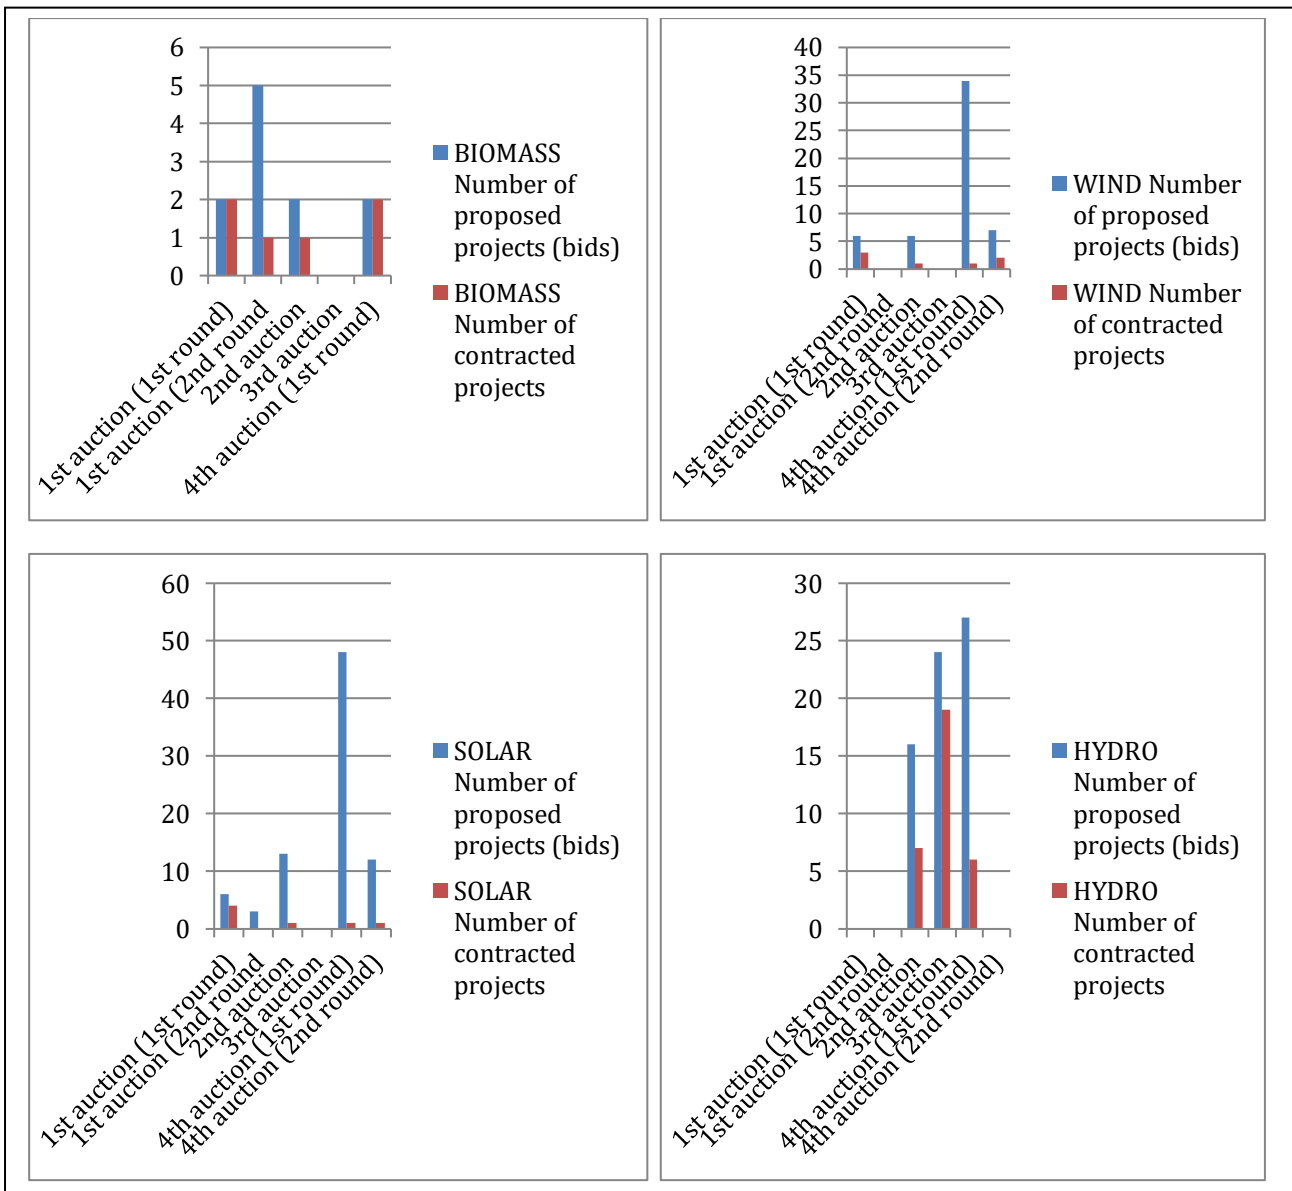 6
5
4
3
2
1
0
1st auction (1st round)
1st auction (2nd round
2nd auction
3rd auction
4th auction (1st round)
BIOMASS
Number of
proposed
projects (bids)
BIOMASS
Number of
contracted
projects
40
35
30
25
20
15
10
5
0
1st auction (1st round)
1st auction (2nd round
2nd auction
3rd auction
4th auction (1st round)
4th auction (2nd round)
WIND Number
of proposed
projects (bids)
WIND Number
of contracted
projects
60
50
40
30
20
10
0
1st auction (1st round)
1st auction (2nd round
2nd auction
3rd auction
4th auction (1st round)
4th auction (2nd round)
SOLAR
Number of
proposed
projects (bids)
SOLAR
Number of
contracted
projects
30
25
20
15
10
5
0
1st auction (1st round)
1st auction (2nd round
2nd auction
3rd auction
4th auction (1st round)
4th auction (2nd round)
HYDRO
Number of
proposed
projects (bids)
HYDRO
Number of
contracted
projects